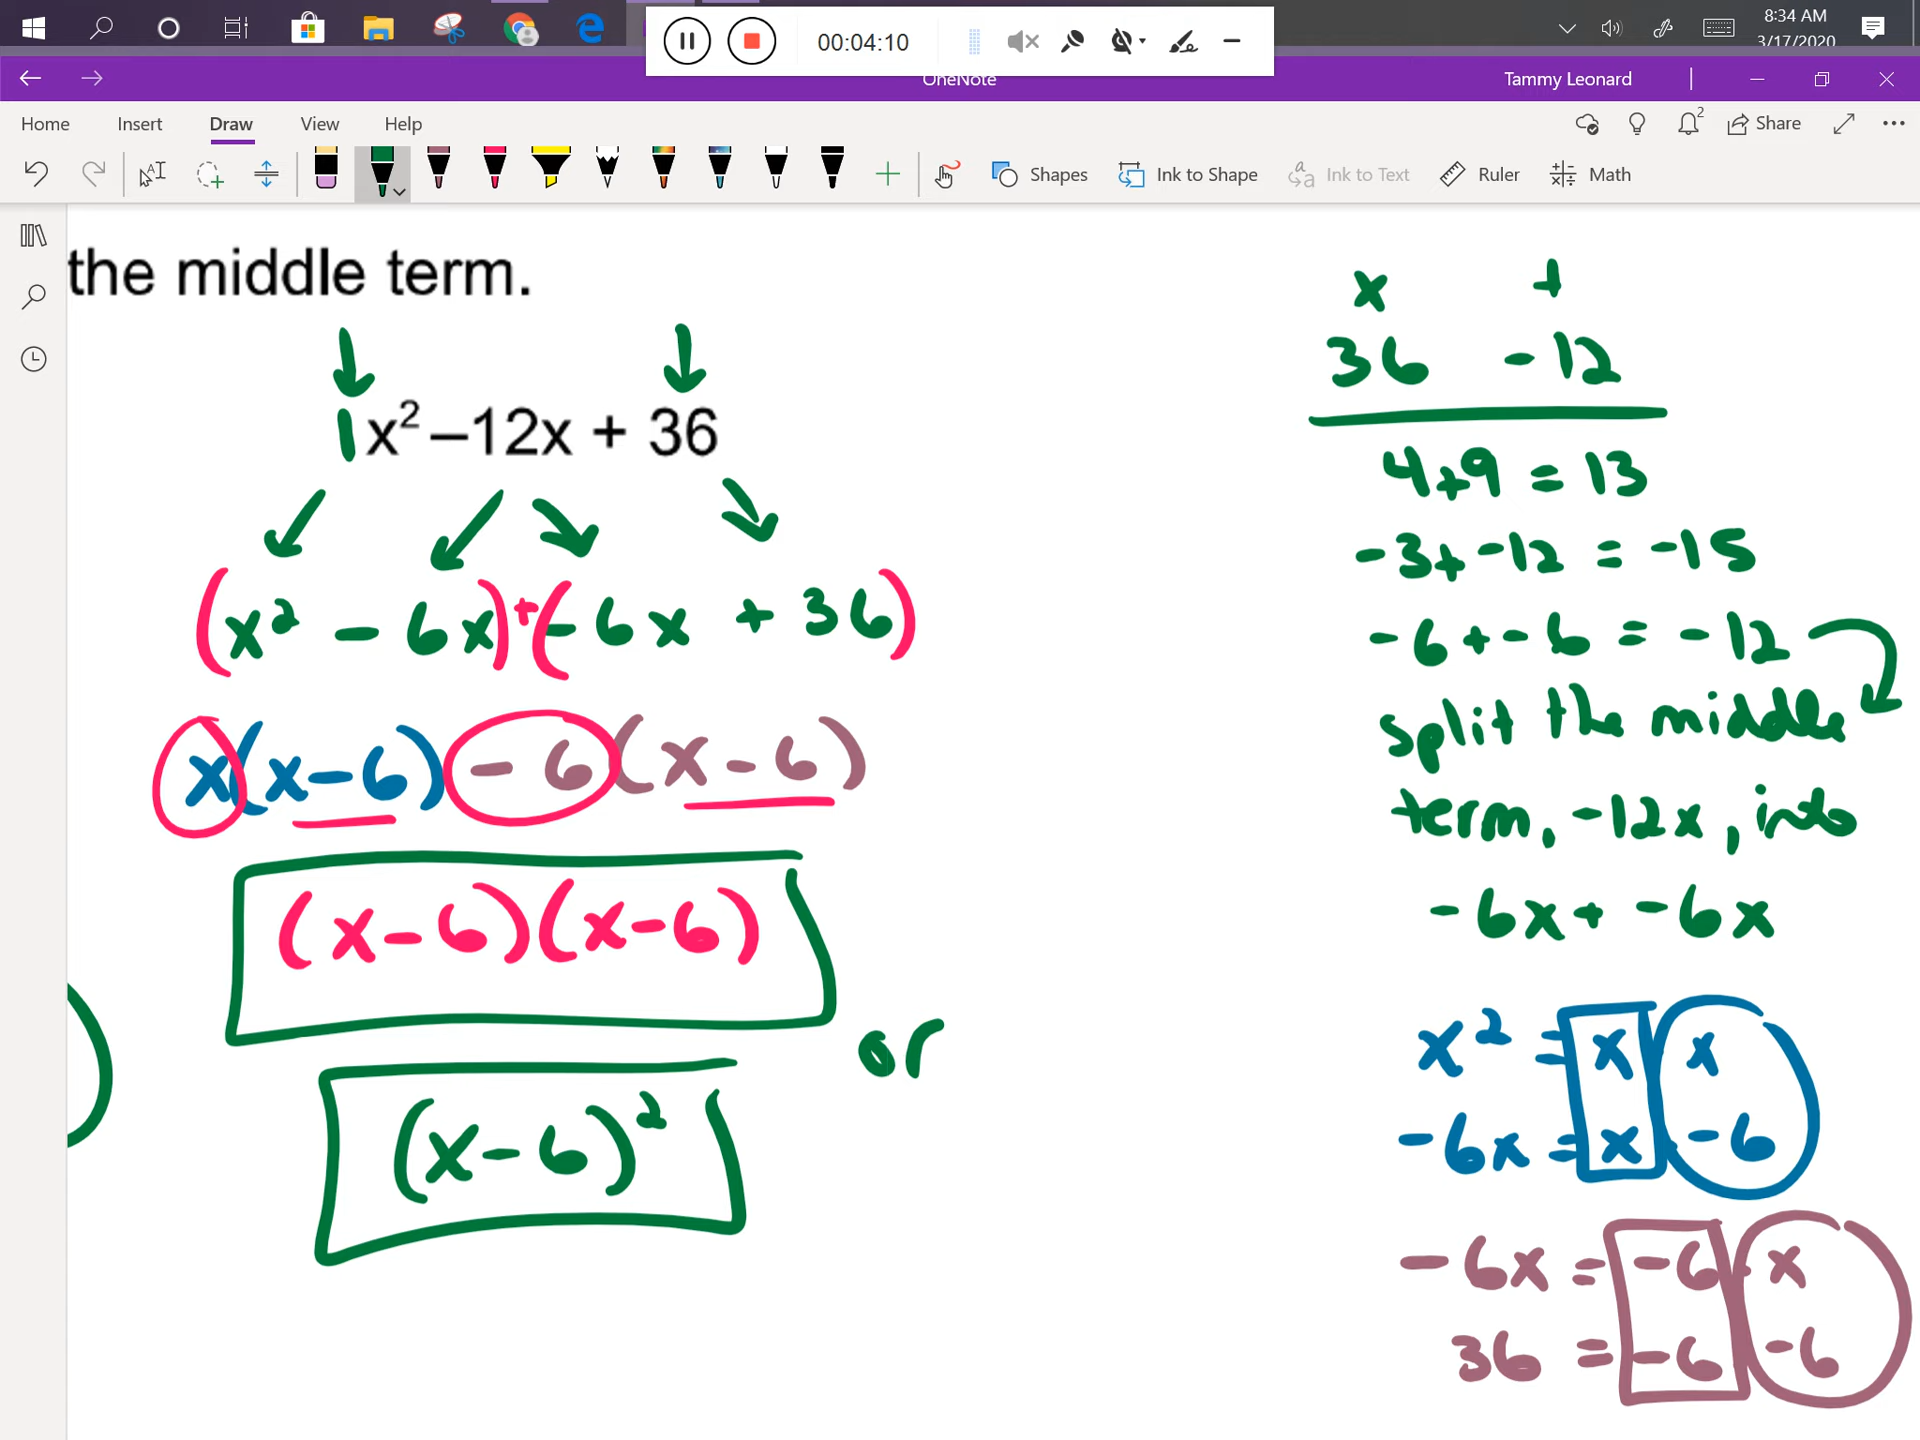 00:04:10
8:34 AM
3/17/2020
OneNote
Tammy Leonard
Home Insert Draw View Help
2 Share
Shapes Ink to Shape Ink to Text Ruler Math
the middle term.
1x² –12x + 36
(x² - 6x)+(-6x + 36)
x(x-6) -6(x-6)
(x-6)(x-6)
or
(x-6)²
x +
36 -12
4+9 = 13
-3+-12 = -15
-6+-6 = -12
split the middle
term, -12x, into
-6x+ -6x
x² = x · x
-6x = x · -6
-6x = -6 · x
36 = -6 · -6